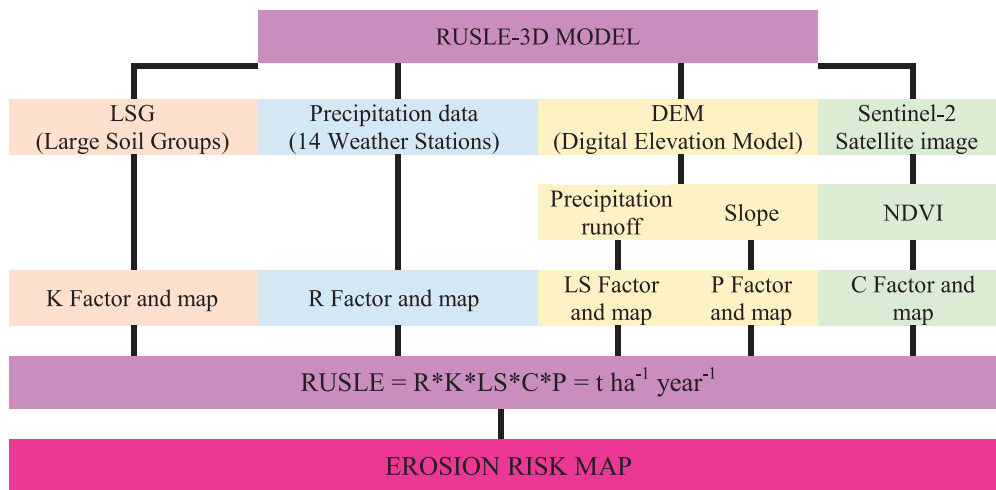 RUSLE-3D MODEL
LSG
(Large Soil Groups)
Precipitation data
(14 Weather Stations)
DEM
(Digital Elevation Model)
Sentinel-2
Satellite image
Precipitation
runoff
Slope
NDVI
K Factor and map
R Factor and map
LS Factor
and map
P Factor
and map
C Factor and
map
RUSLE = R*K*LS*C*P = t ha⁻¹ year⁻¹
EROSION RISK MAP